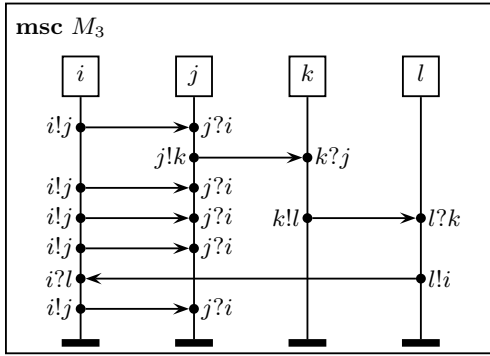 msc M₃
i j k l
i!j j?i
j!k k?j
i!j j?i
i!j j?i k!l l?k
i!j j?i
i?l l!i
i!j j?i